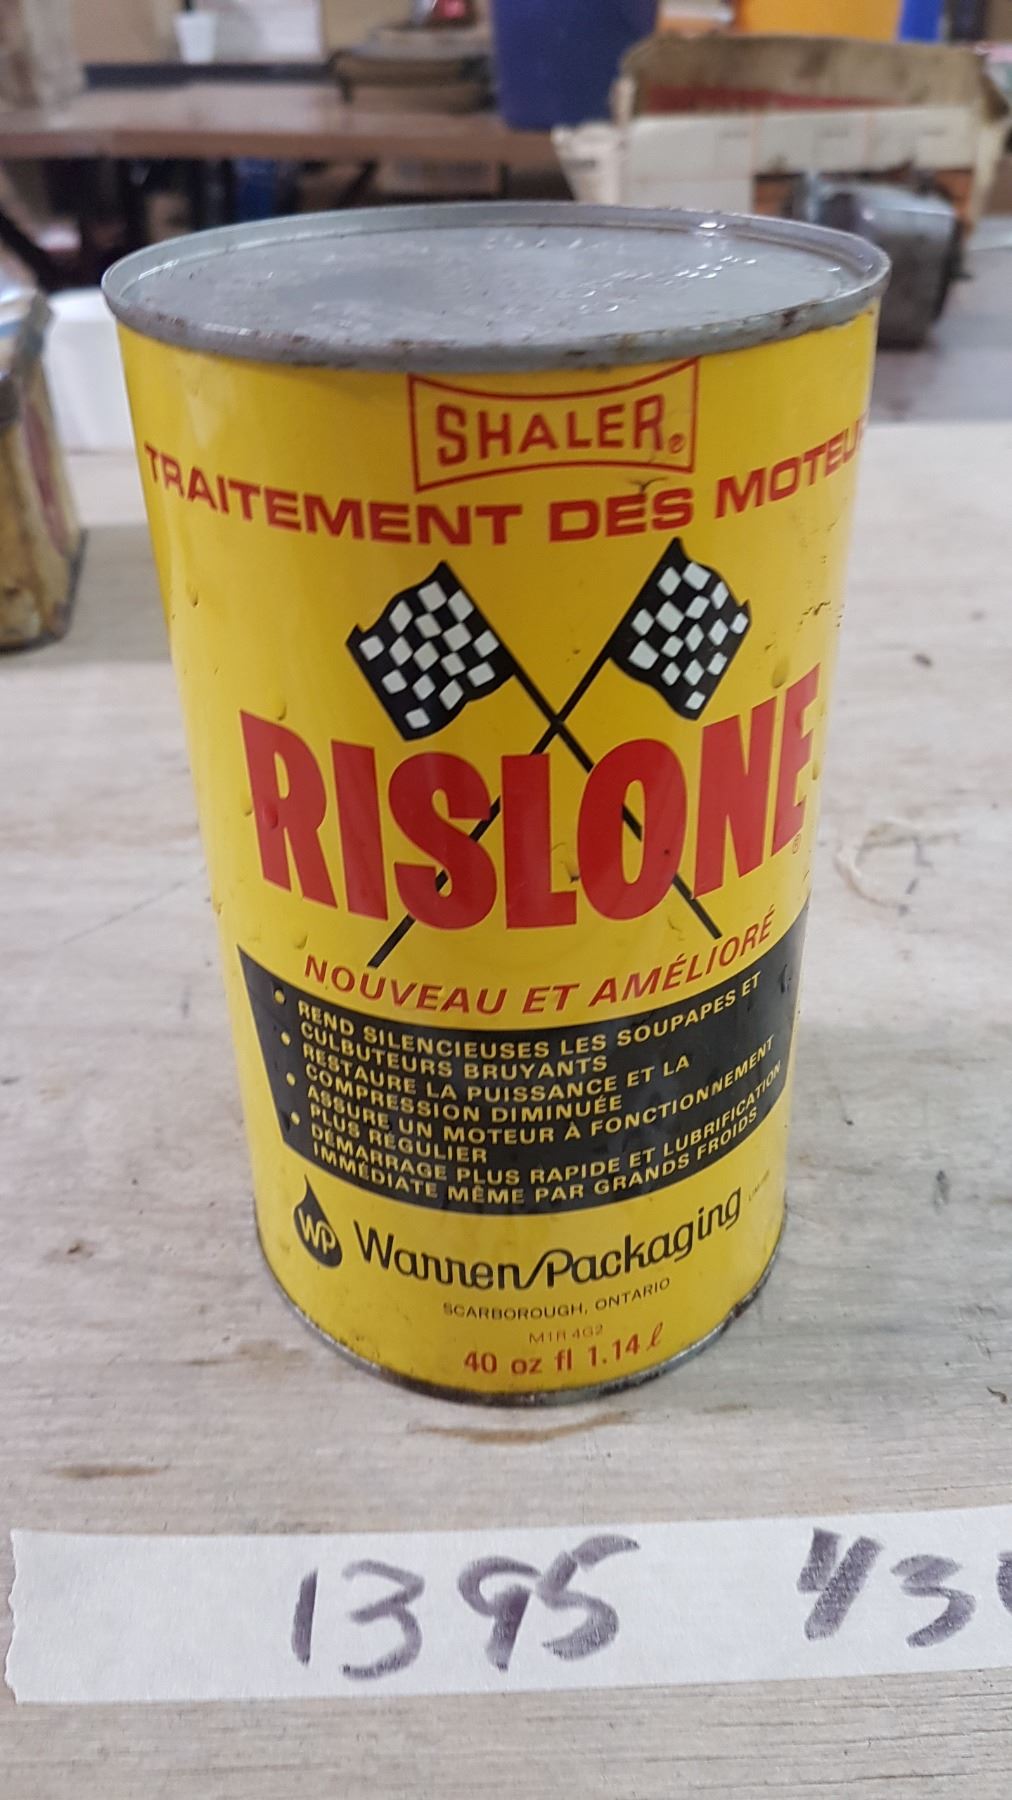 SHALER®
TRAITEMENT DES
RISLONE®
NOUVEAU ET AMÉLIORÉ
• REND SILENCIEUSES LES SOUPAPES ET
CULBUTEURS BRUYANTS
• RESTAURE LA PUISSANCE ET LA
COMPRESSION DIMINUÉE
• ASSURE UN MOTEUR À FONCTIONNEMENT
PLUS RÉGULIER
• DÉMARRAGE PLUS RAPIDE ET LUBRIFICATION
IMMÉDIATE MÊME PAR GRANDS FROIDS
WP Warren/Packaging
SCARBOROUGH, ONTARIO
M1R 4G2
40 oz fl 1.14 ℓ
1395